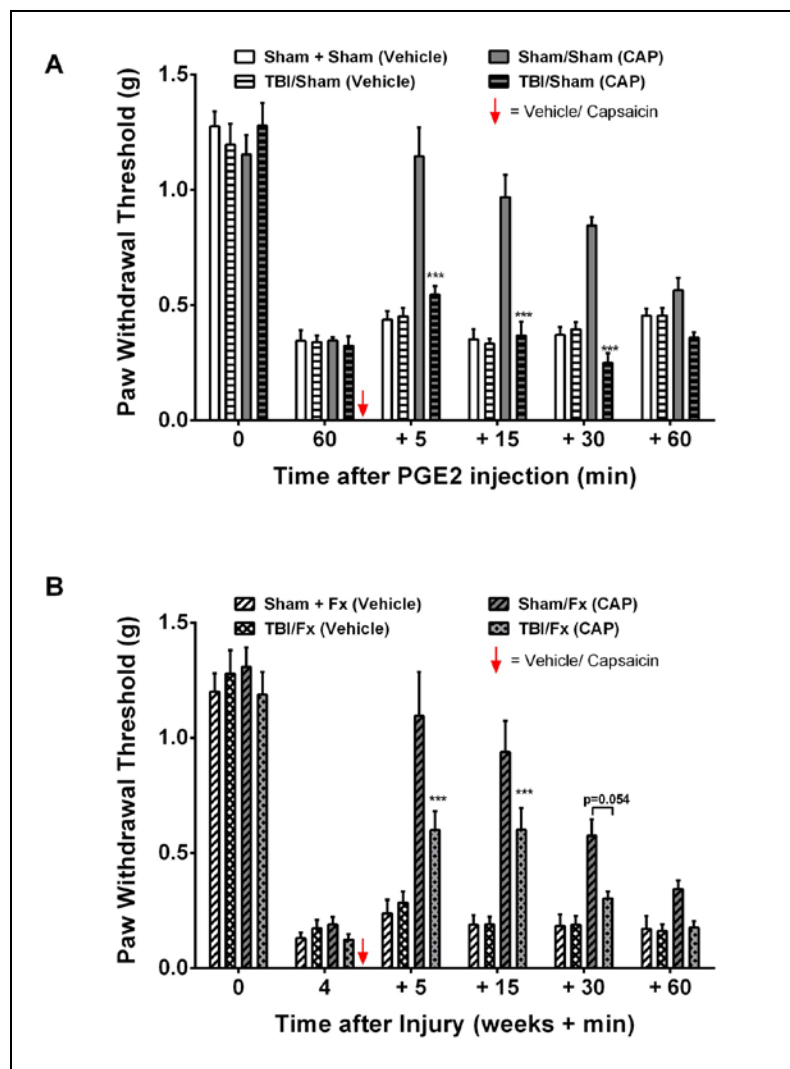 A
Sham + Sham (Vehicle) Sham/Sham (CAP)
TBI/Sham (Vehicle) TBI/Sham (CAP)
= Vehicle/ Capsaicin
Paw Withdrawal Threshold (g)
1.5
1.0
0.5
0.0
***
***
***
0 60 + 5 + 15 + 30 + 60
Time after PGE2 injection (min)
B
Sham + Fx (Vehicle) Sham/Fx (CAP)
TBI/Fx (Vehicle) TBI/Fx (CAP)
= Vehicle/ Capsaicin
Paw Withdrawal Threshold (g)
1.5
1.0
0.5
0.0
***
***
p=0.054
0 4 + 5 + 15 + 30 + 60
Time after Injury (weeks + min)